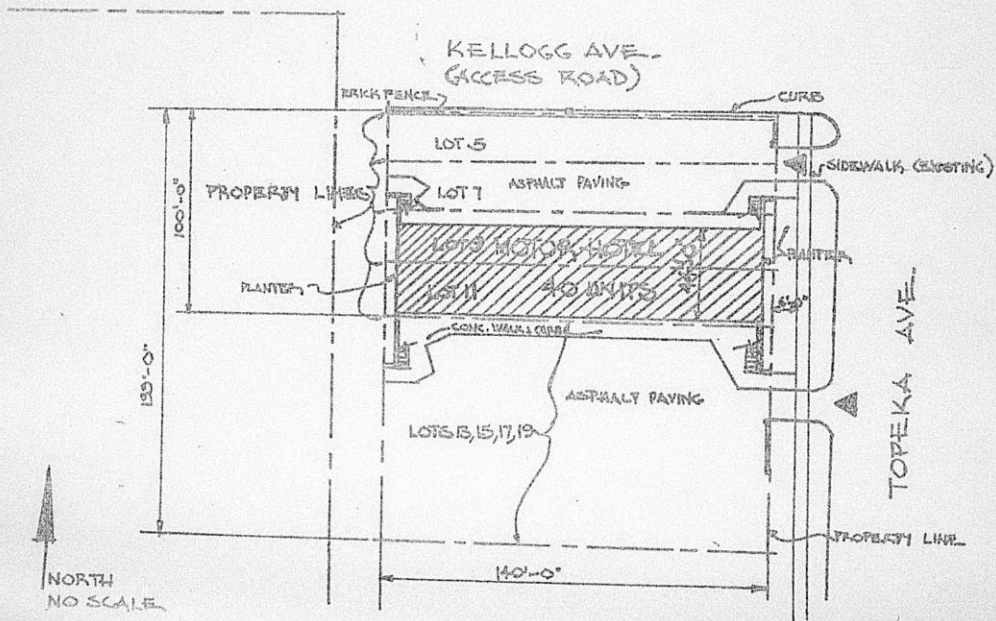 KELLOGG AVE.
(ACCESS ROAD)
BRICK FENCE
CURB
LOT 5
SIDEWALK (EXISTING)
ASPHALT PAVING
PROPERTY LINES
LOT 7
100'-0"
LOT 9 MOTOR HOTEL
PLANTER
PLANTER
LOT 11 40 UNITS
CONC. WALK & CURB
ASPHALT PAVING
TOPEKA AVE.
LOTS 13, 15, 17, 19
PROPERTY LINE
140'-0"
NORTH
NO SCALE